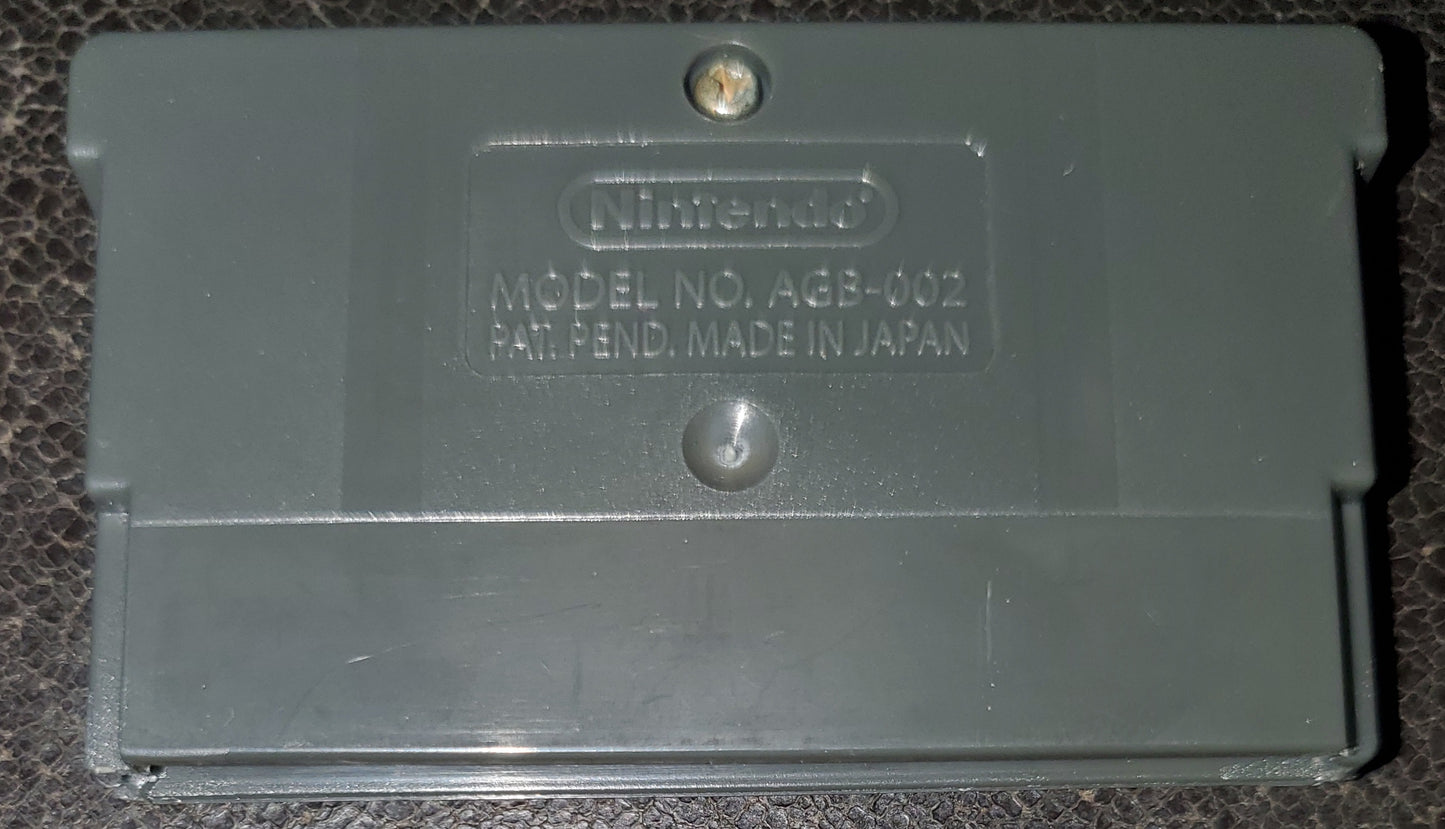 Nintendo®
MODEL NO. AGB-002
PAT. PEND. MADE IN JAPAN